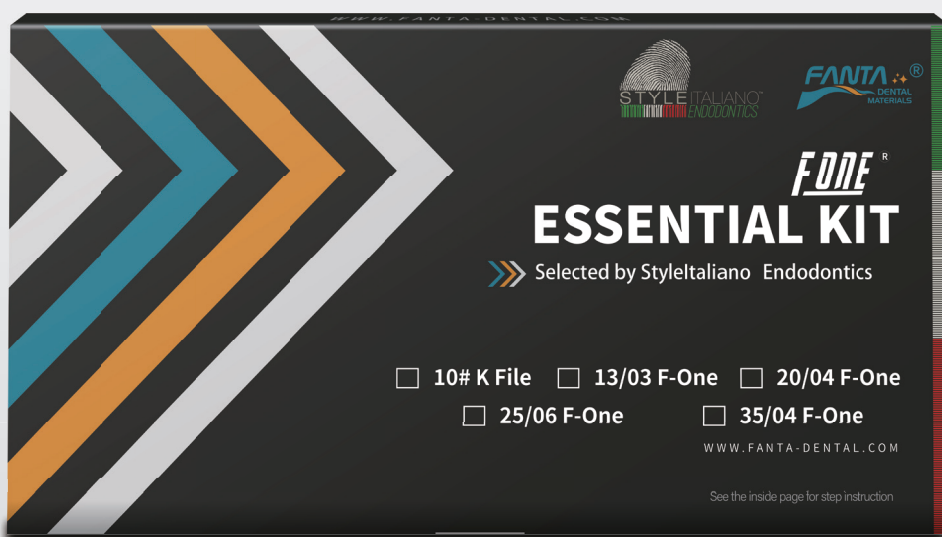 WWW.FANTA-DENTAL.COM
STYLEITALIANO™
ENDODONTICS
FANTA ®
DENTAL
MATERIALS
F ONE ®
ESSENTIAL KIT
Selected by StyleItaliano Endodontics
10# K File 13/03 F-One 20/04 F-One
25/06 F-One 35/04 F-One
WWW.FANTA-DENTAL.COM
See the inside page for step instruction